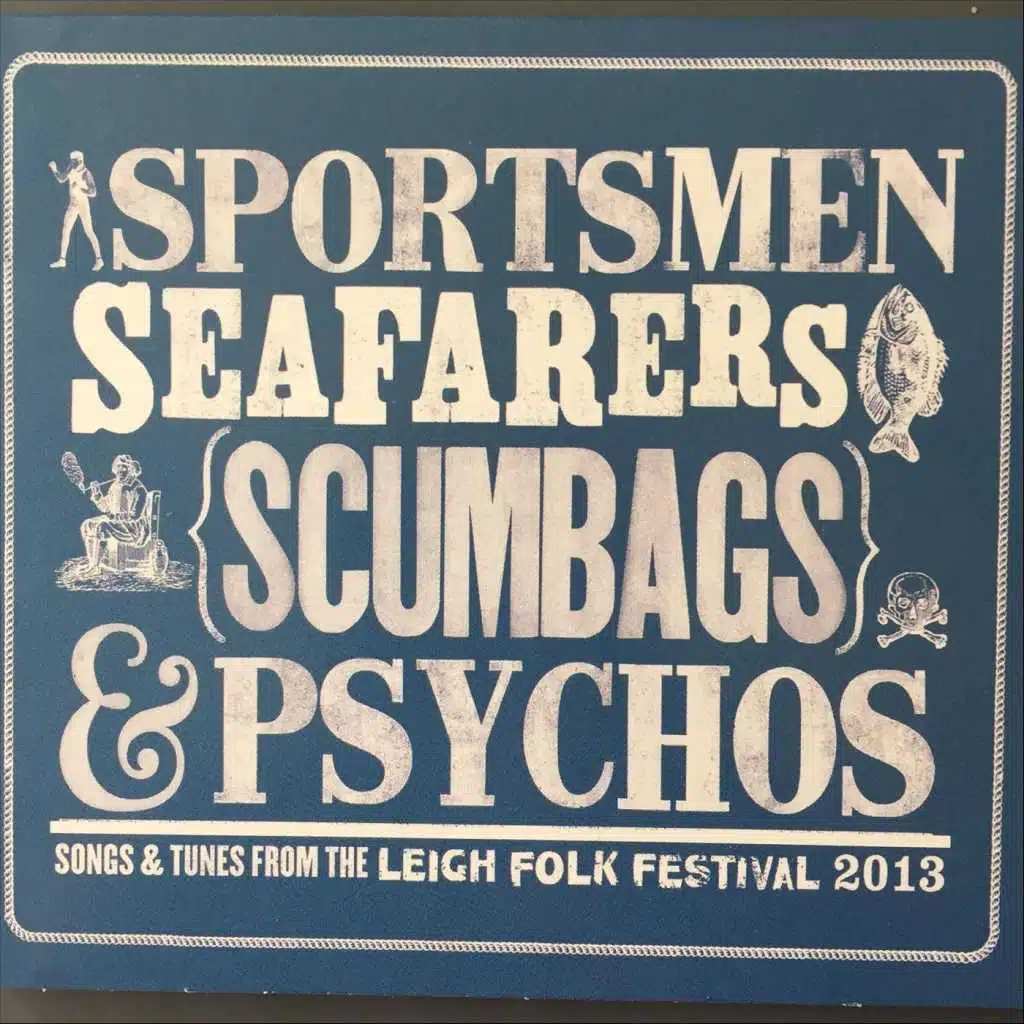 SPORTSMEN
SEAFARERS
{SCUMBAGS}
& PSYCHOS
SONGS & TUNES FROM THE LEIGH FOLK FESTIVAL 2013